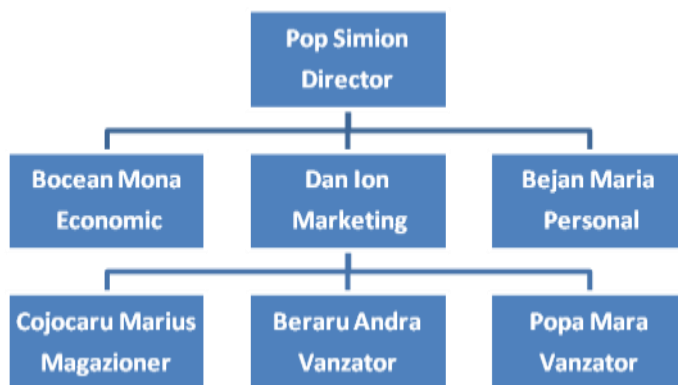 Pop Simion
Director
Bocean Mona
Economic
Dan Ion
Marketing
Bejan Maria
Personal
Cojocaru Marius
Magazioner
Beraru Andra
Vanzator
Popa Mara
Vanzator